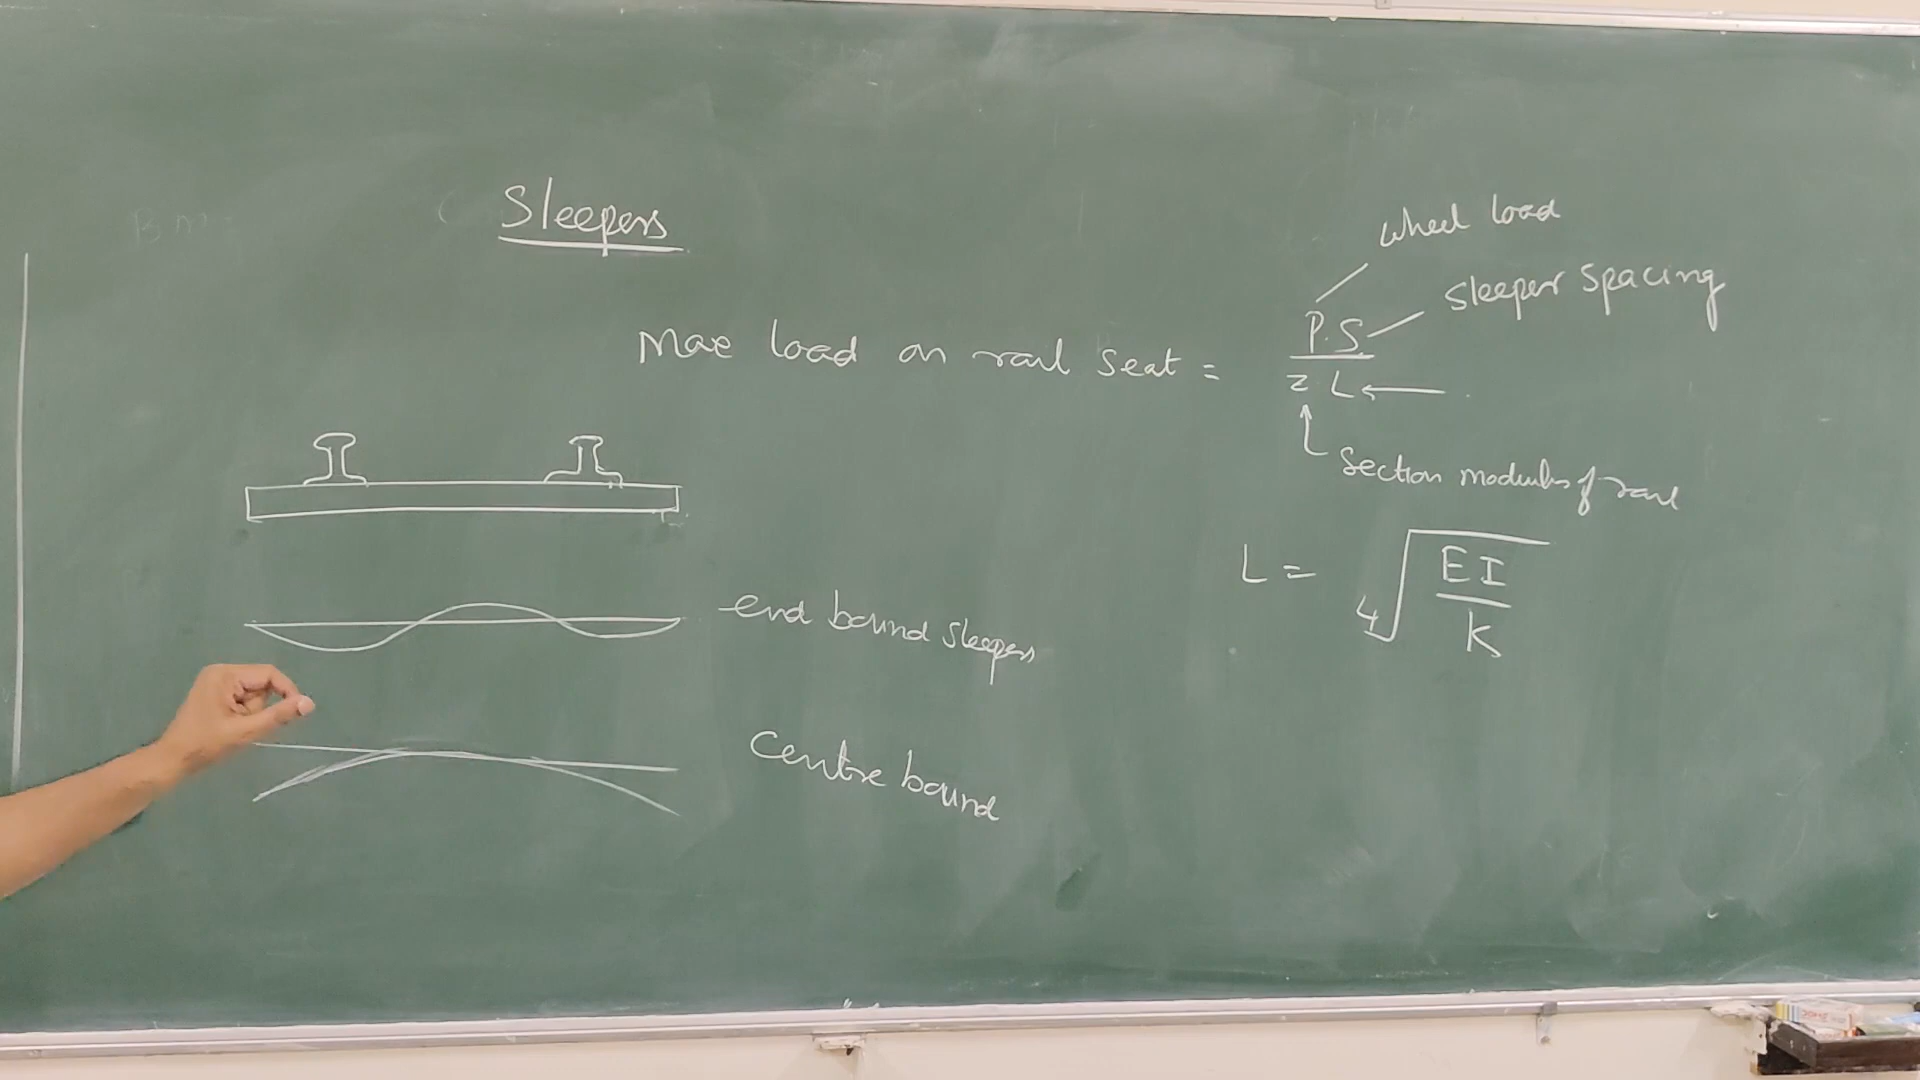 Sleepers
wheel load
sleeper spacing
Max load on rail seat = P.S. / Z L
Section modulus of rail
L = ⁴√(EI / K)
end bound sleepers
Centre bound